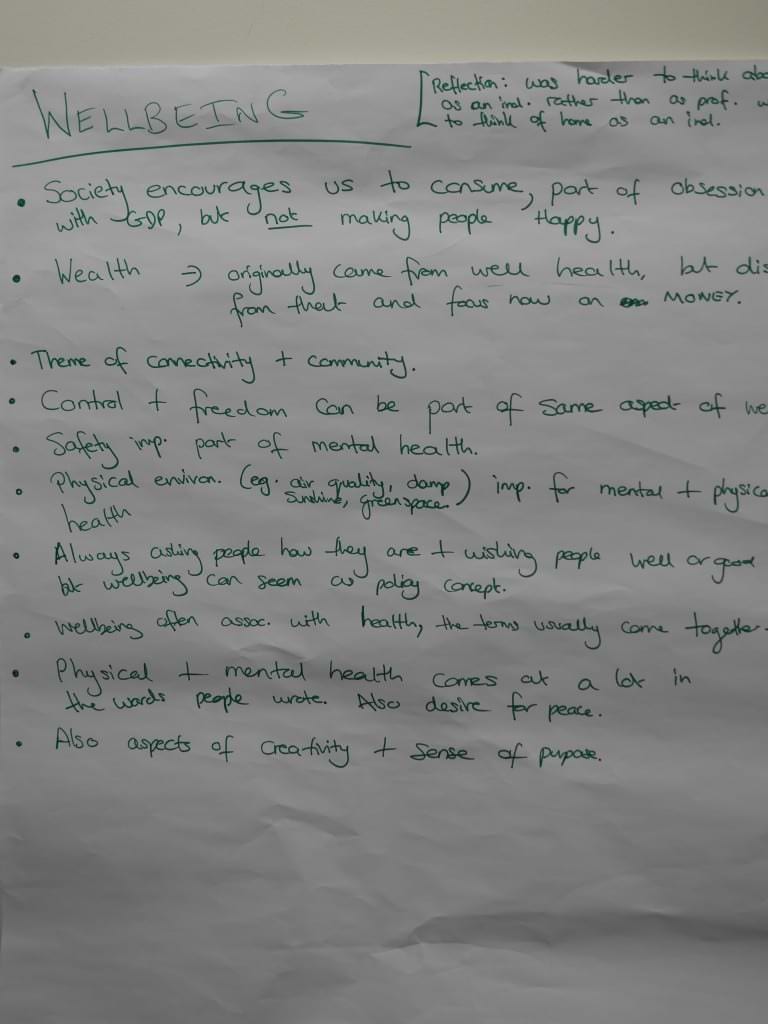 WELLBEING
[Reflection: was harder to think abo
as an ind. rather than as prof. w
to think of home as an ind.
• Society encourages us to consume, part of obsession
with GDP, but not making people Happy.
• Wealth → originally came from well health, but dis
from that and focus now on MONEY.
• Theme of connectivity + community.
• Control + freedom can be part of same aspect of we
• Safety imp. part of mental health.
• Physical environ. (eg. air quality, damp) imp. for mental + physica
sunshine, greenspace
health
• Always asking people how they are + wishing people well or good
but wellbeing can seem as policy concept.
• Wellbeing often assoc. with health, the terms usually come together.
• Physical + mental health comes out a lot in
the words people wrote. Also desire for peace.
• Also aspects of creativity + sense of purpose.